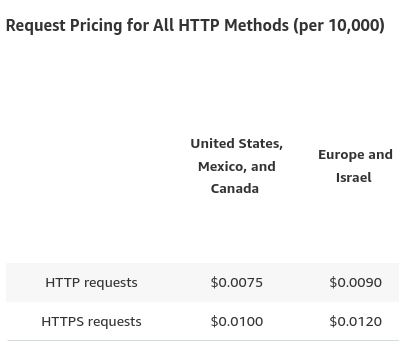 Request Pricing for All HTTP Methods (per 10,000)
United States,
Mexico, and
Canada
Europe and
Israel
HTTP requests $0.0075 $0.0090
HTTPS requests $0.0100 $0.0120